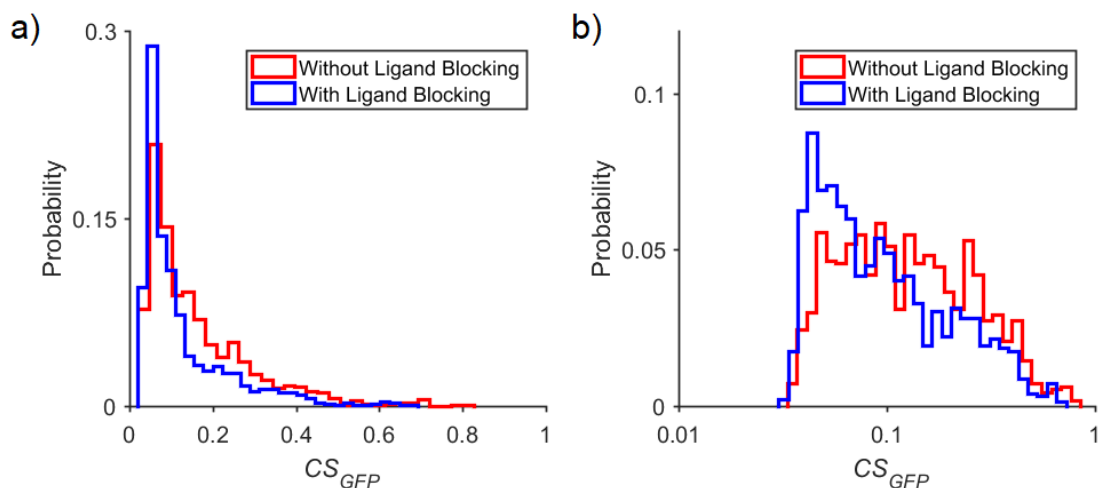 a)
0.3
0.15
0
Probability
Without Ligand Blocking
With Ligand Blocking
0 0.2 0.4 0.6 0.8 1
CS_GFP
b)
0.1
0.05
0
Probability
Without Ligand Blocking
With Ligand Blocking
0.01 0.1 1
CS_GFP